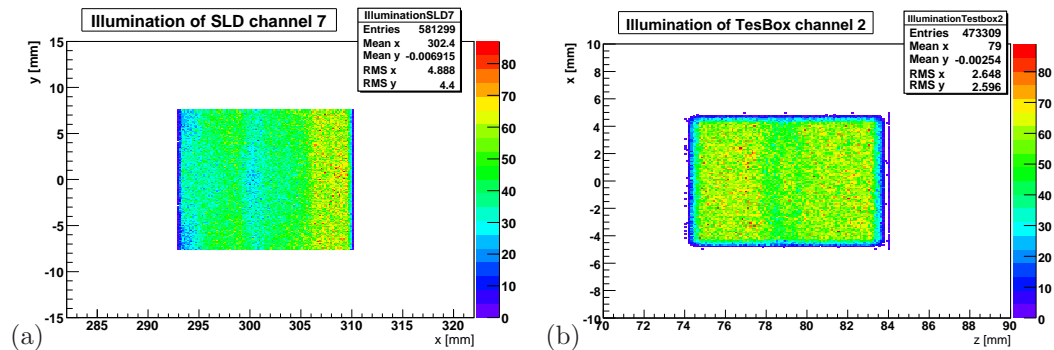 Illumination of SLD channel 7
IlluminationSLD7
Entries 581299
Mean x 302.4
Mean y -0.006915
RMS x 4.888
RMS y 4.4
y [mm]
15
10
5
0
-5
-10
-15
285 290 295 300 305 310 315 320
x [mm]
80
70
60
50
40
30
20
10
0
(a)
Illumination of TesBox channel 2
IlluminationTestbox2
Entries 473309
Mean x 79
Mean y -0.00254
RMS x 2.648
RMS y 2.596
x [mm]
10
8
6
4
2
0
-2
-4
-6
-8
-10
70 72 74 76 78 80 82 84 86 88 90
z [mm]
80
70
60
50
40
30
20
10
0
(b)